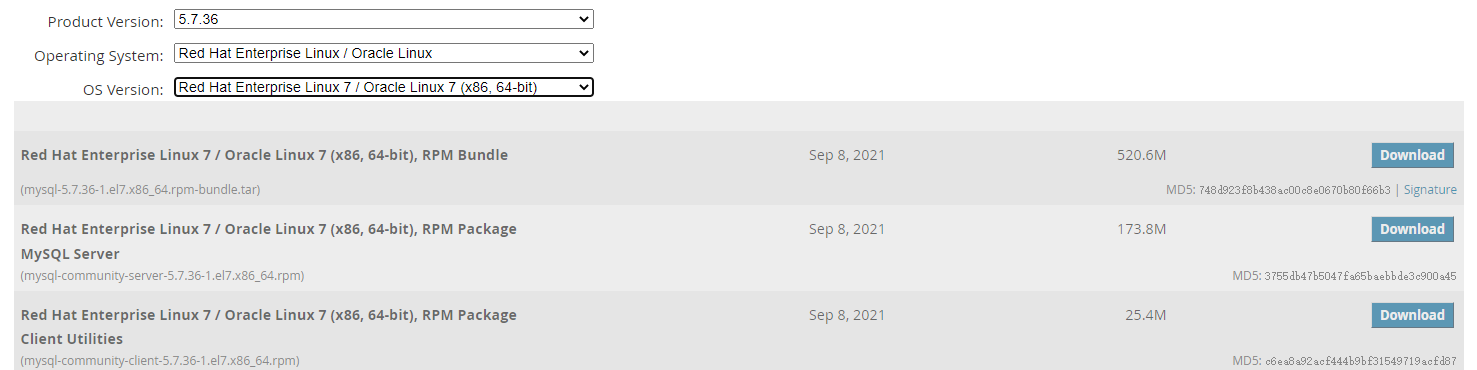 Product Version: 5.7.36
Operating System: Red Hat Enterprise Linux / Oracle Linux
OS Version: Red Hat Enterprise Linux 7 / Oracle Linux 7 (x86, 64-bit)
Red Hat Enterprise Linux 7 / Oracle Linux 7 (x86, 64-bit), RPM Bundle Sep 8, 2021 520.6M Download
(mysql-5.7.36-1.el7.x86_64.rpm-bundle.tar) MD5: 748d923f8b438ac00c8e0670b80f66b3 | Signature
Red Hat Enterprise Linux 7 / Oracle Linux 7 (x86, 64-bit), RPM Package Sep 8, 2021 173.8M Download
MySQL Server
(mysql-community-server-5.7.36-1.el7.x86_64.rpm) MD5: 3755db47b5047fa65baebbde3c900a45
Red Hat Enterprise Linux 7 / Oracle Linux 7 (x86, 64-bit), RPM Package Sep 8, 2021 25.4M Download
Client Utilities
(mysql-community-client-5.7.36-1.el7.x86_64.rpm) MD5: c6ea8a92acf444b9bf31549719acfd87